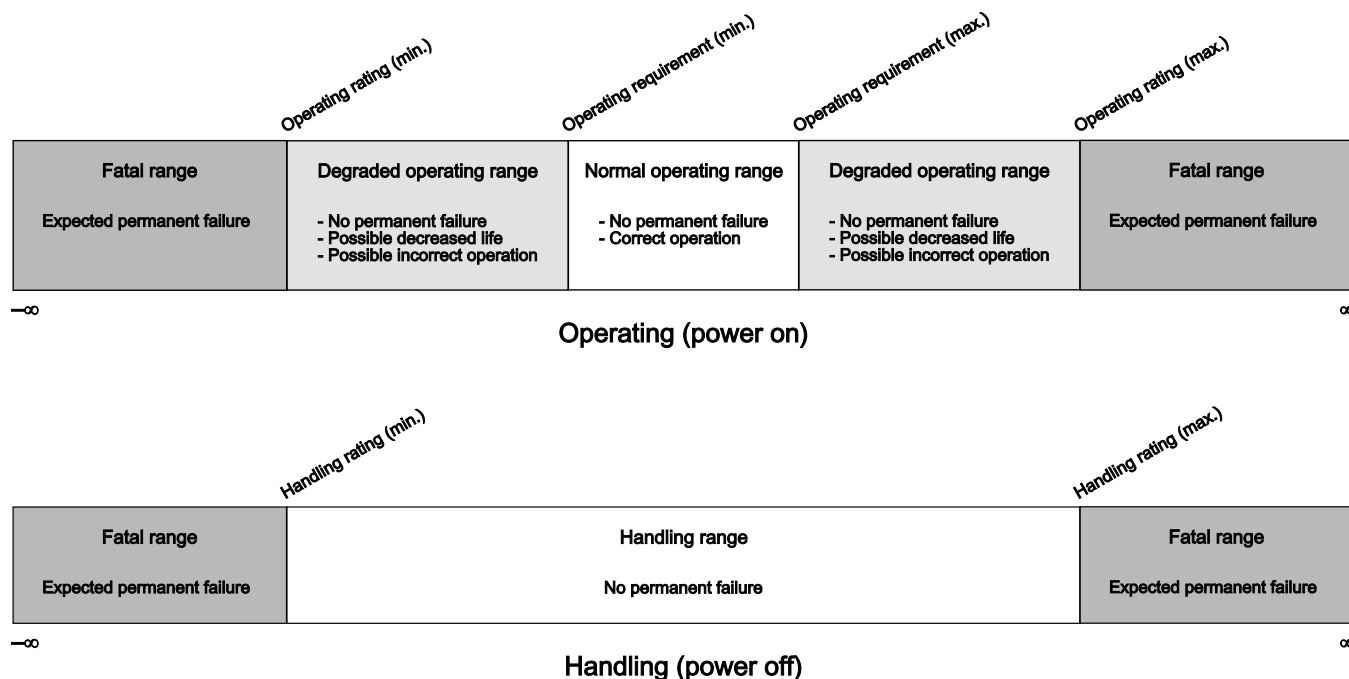 Operating rating (min.)
Operating requirement (min.)
Operating requirement (max.)
Operating rating (max.)
Fatal range
Degraded operating range
Normal operating range
Degraded operating range
Fatal range
Expected permanent failure
- No permanent failure
- Possible decreased life
- Possible incorrect operation
- No permanent failure
- Correct operation
- No permanent failure
- Possible decreased life
- Possible incorrect operation
Expected permanent failure
–∞
∞
Operating (power on)
Handling rating (min.)
Handling rating (max.)
Fatal range
Handling range
Fatal range
Expected permanent failure
No permanent failure
Expected permanent failure
–∞
∞
Handling (power off)